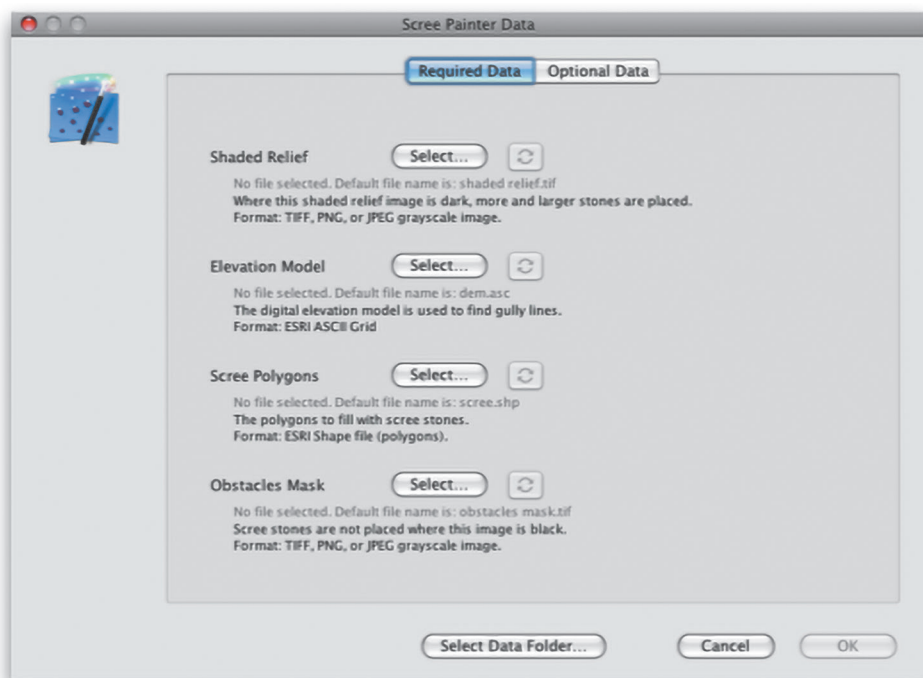 Scree Painter Data
Required Data Optional Data
Shaded Relief Select...
No file selected. Default file name is: shaded relief.tif
Where this shaded relief image is dark, more and larger stones are placed.
Format: TIFF, PNG, or JPEG grayscale image.
Elevation Model Select...
No file selected. Default file name is: dem.asc
The digital elevation model is used to find gully lines.
Format: ESRI ASCII Grid
Scree Polygons Select...
No file selected. Default file name is: scree.shp
The polygons to fill with scree stones.
Format: ESRI Shape file (polygons).
Obstacles Mask Select...
No file selected. Default file name is: obstacles mask.tif
Scree stones are not placed where this image is black.
Format: TIFF, PNG, or JPEG grayscale image.
Select Data Folder... Cancel OK